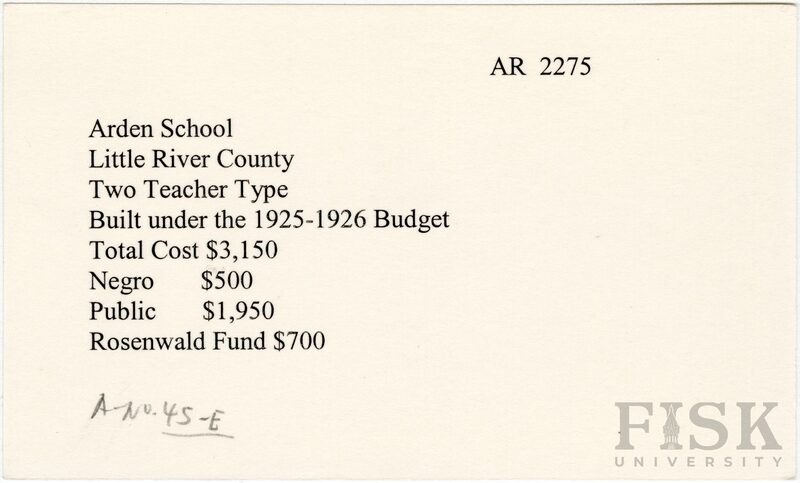 AR 2275
Arden School
Little River County
Two Teacher Type
Built under the 1925-1926 Budget
Total Cost $3,150
Negro $500
Public $1,950
Rosenwald Fund $700
A-No. 45-E
FISK
UNIVERSITY